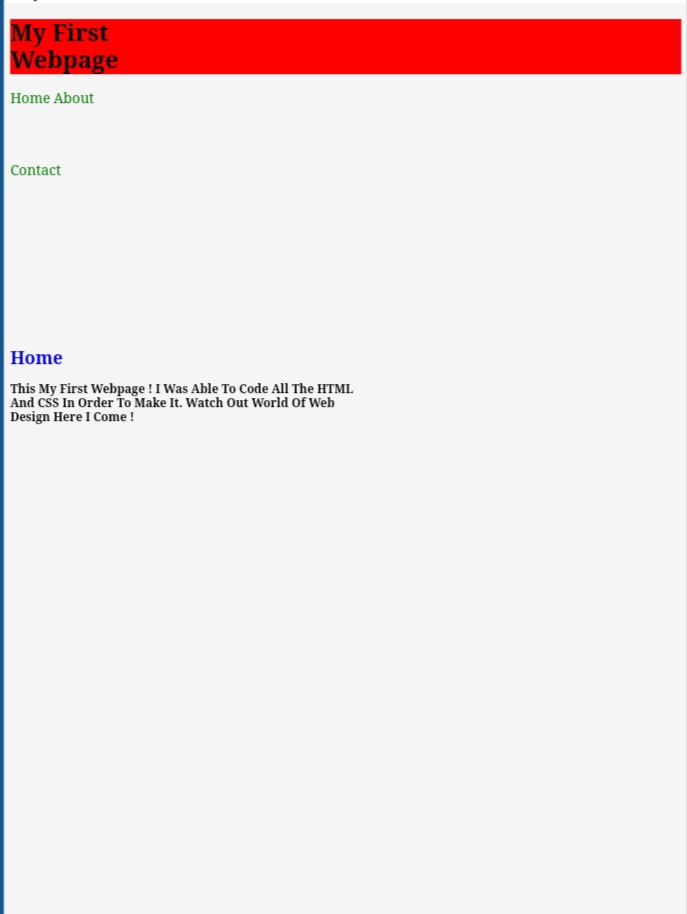 My First
Webpage
Home About
Contact
Home
This My First Webpage ! I Was Able To Code All The HTML
And CSS In Order To Make It. Watch Out World Of Web
Design Here I Come !